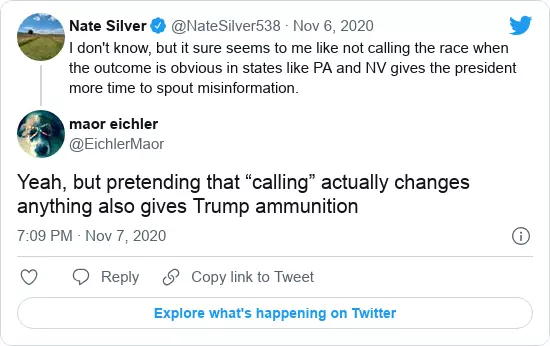 Nate Silver @NateSilver538 · Nov 6, 2020
I don't know, but it sure seems to me like not calling the race when
the outcome is obvious in states like PA and NV gives the president
more time to spout misinformation.
maor eichler
@EichlerMaor
Yeah, but pretending that “calling” actually changes
anything also gives Trump ammunition
7:09 PM · Nov 7, 2020
Reply Copy link to Tweet
Explore what's happening on Twitter